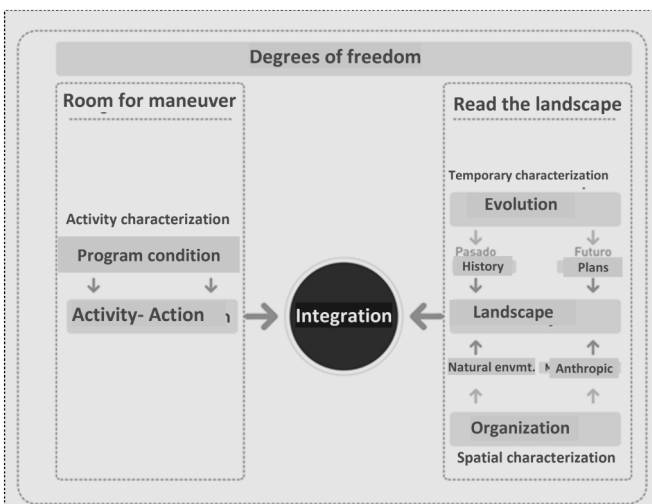 Degrees of freedom
Room for maneuver
Activity characterization
Program condition
Activity- Action
Integration
Read the landscape
Temporary characterization
Evolution
Pasado Futuro
History Plans
Landscape
Natural envmt. Anthropic
Organization
Spatial characterization